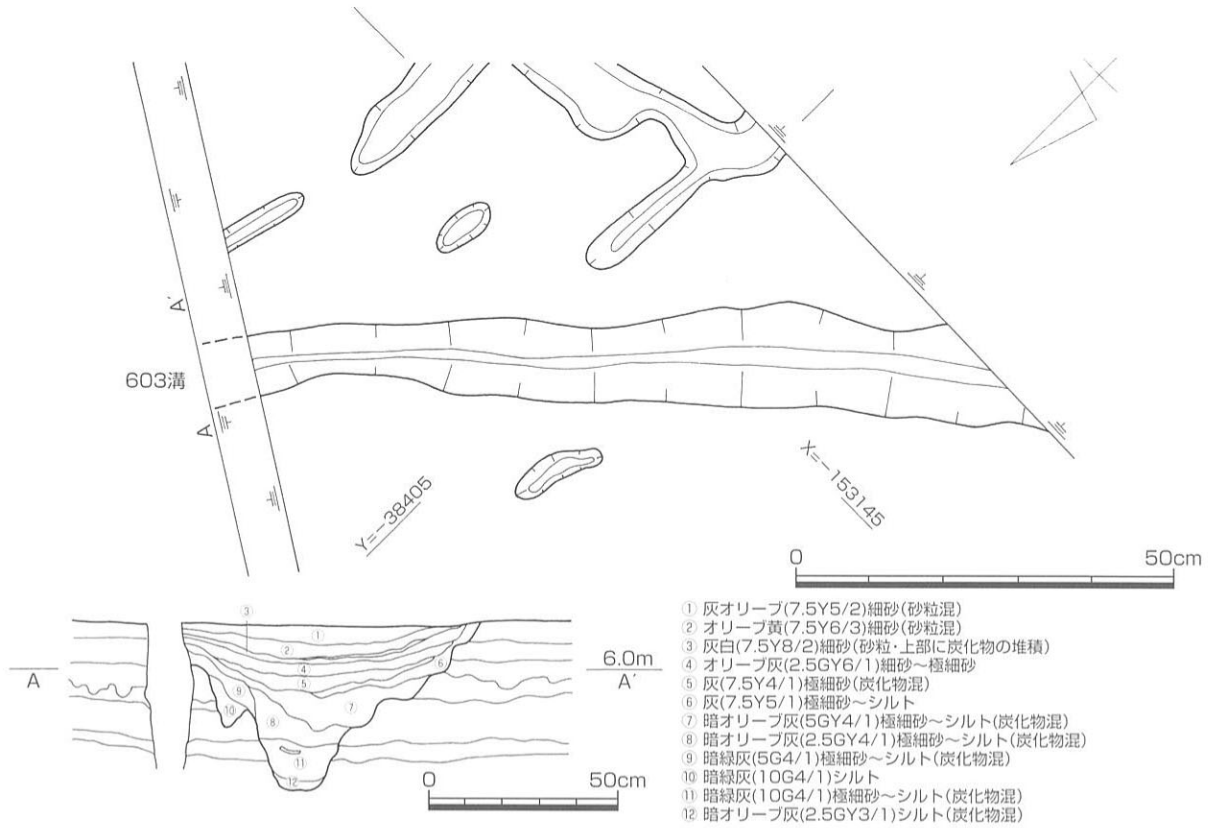 A´
603溝
A
Y=-38405
X=-153145
0 50cm
③
①
②
④
⑤
⑥
⑦
⑨
⑩
⑧
⑪
⑫
A
6.0m
A´
0 50cm
① 灰オリーブ(7.5Y5/2)細砂(砂粒混)
② オリーブ黄(7.5Y6/3)細砂(砂粒混)
③ 灰白(7.5Y8/2)細砂(砂粒・上部に炭化物の堆積)
④ オリーブ灰(2.5GY6/1)細砂～極細砂
⑤ 灰(7.5Y4/1)極細砂(炭化物混)
⑥ 灰(7.5Y5/1)極細砂～シルト
⑦ 暗オリーブ灰(5GY4/1)極細砂～シルト(炭化物混)
⑧ 暗オリーブ灰(2.5GY4/1)極細砂～シルト(炭化物混)
⑨ 暗緑灰(5G4/1)極細砂～シルト(炭化物混)
⑩ 暗緑灰(10G4/1)シルト
⑪ 暗緑灰(10G4/1)極細砂～シルト(炭化物混)
⑫ 暗オリーブ灰(2.5GY3/1)シルト(炭化物混)